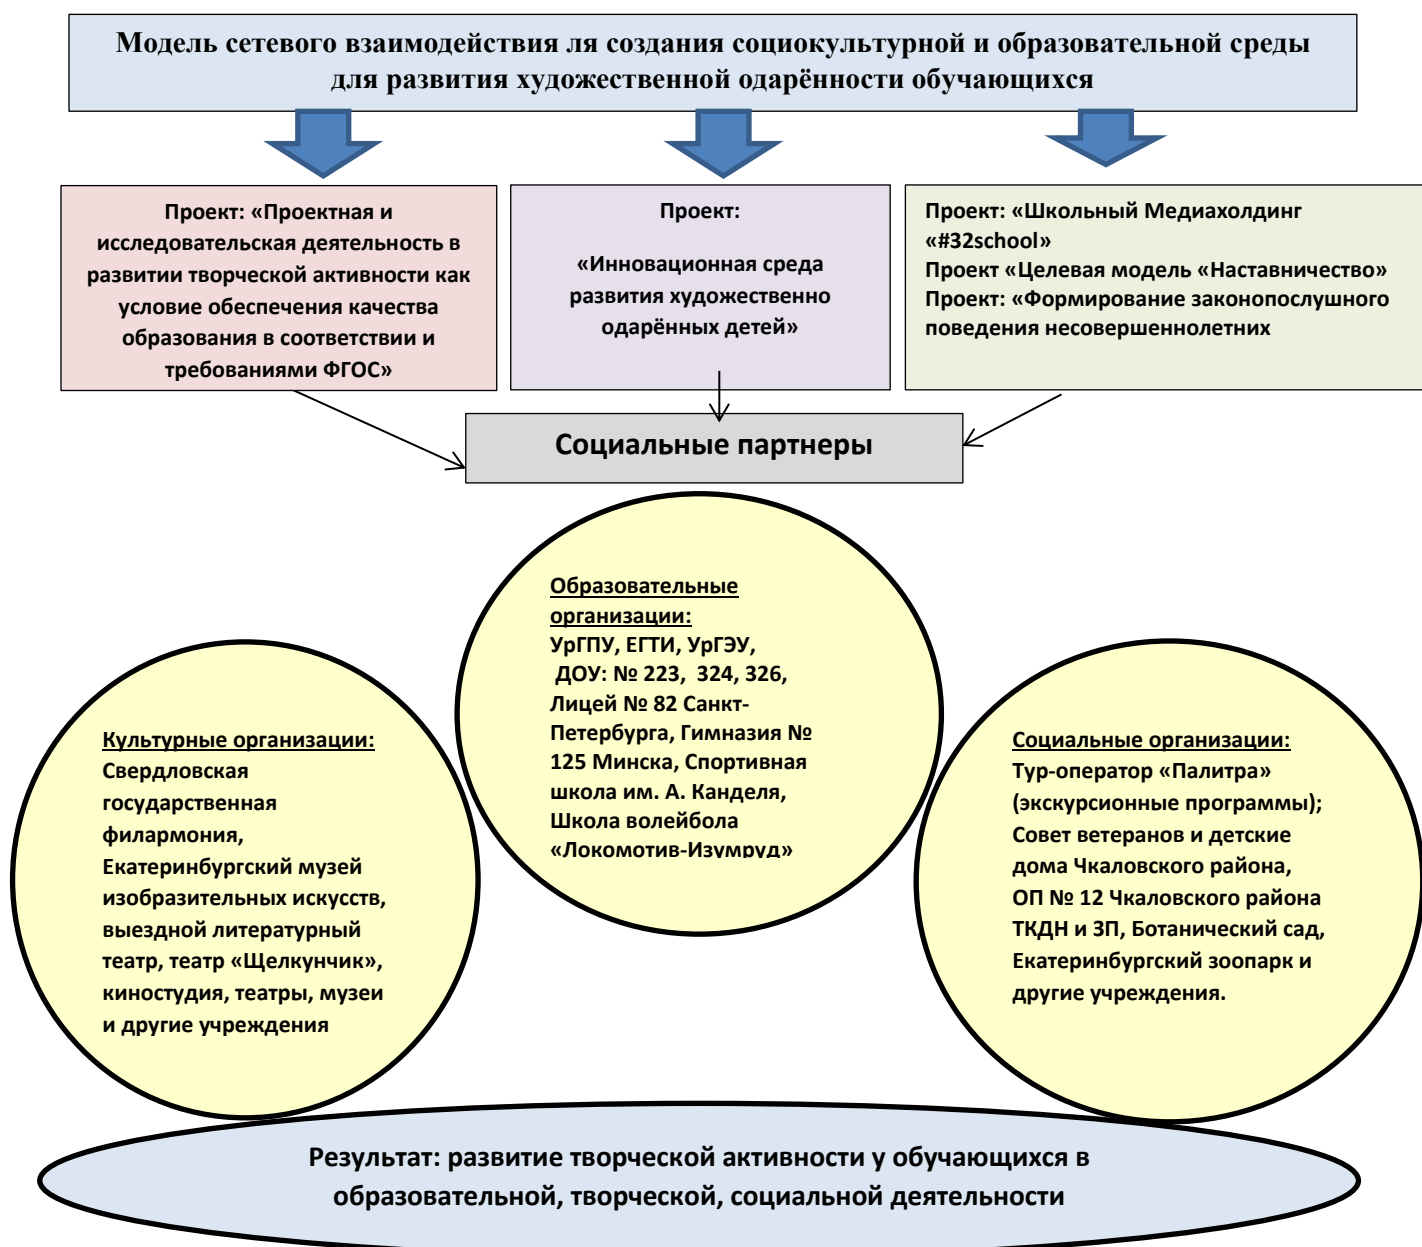 Модель сетевого взаимодействия ля создания социокультурной и образовательной среды
для развития художественной одарённости обучающихся
Проект: «Проектная и
исследовательская деятельность в
развитии творческой активности как
условие обеспечения качества
образования в соответствии и
требованиями ФГОС»
Проект:
«Инновационная среда
развития художественно
одарённых детей»
Проект: «Школьный Медиахолдинг
«#32school»
Проект «Целевая модель «Наставничество»
Проект: «Формирование законопослушного
поведения несовершеннолетних
Социальные партнеры
Культурные организации:
Свердловская
государственная
филармония,
Екатеринбургский музей
изобразительных искусств,
выездной литературный
театр, театр «Щелкунчик»,
киностудия, театры, музеи
и другие учреждения
Образовательные
организации:
УрГПУ, ЕГТИ, УрГЭУ,
ДОУ: № 223, 324, 326,
Лицей № 82 Санкт-
Петербурга, Гимназия №
125 Минска, Спортивная
школа им. А. Канделя,
Школа волейбола
«Локомотив-Изумруд»
Социальные организации:
Тур-оператор «Палитра»
(экскурсионные программы);
Совет ветеранов и детские
дома Чкаловского района,
ОП № 12 Чкаловского района
ТКДН и ЗП, Ботанический сад,
Екатеринбургский зоопарк и
другие учреждения.
Результат: развитие творческой активности у обучающихся в
образовательной, творческой, социальной деятельности